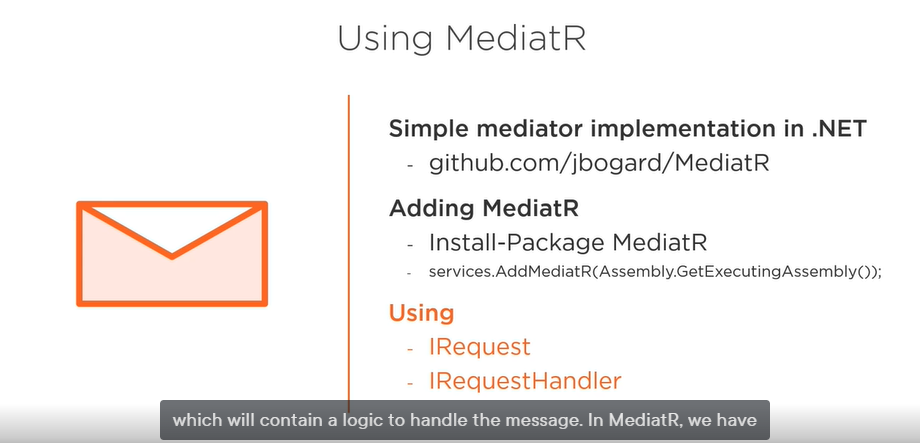 Using MediatR
Simple mediator implementation in .NET
- github.com/jbogard/MediatR
Adding MediatR
- Install-Package MediatR
- services.AddMediatR(Assembly.GetExecutingAssembly());
Using
- IRequest
- IRequestHandler
which will contain a logic to handle the message. In MediatR, we have